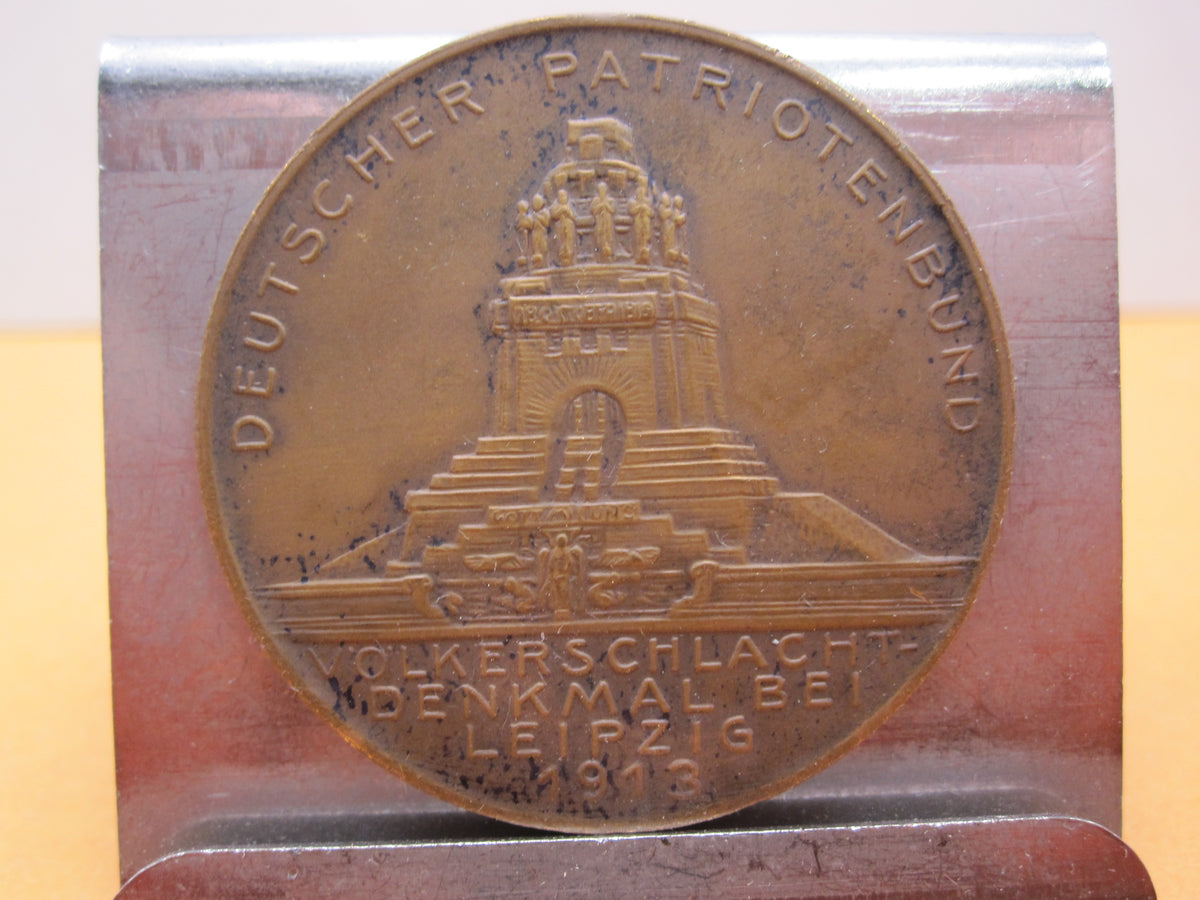 DEUTSCHER PATRIOTENBUND
VÖLKERSCHLACHT-
DENKMAL BEI
LEIPZIG
1913